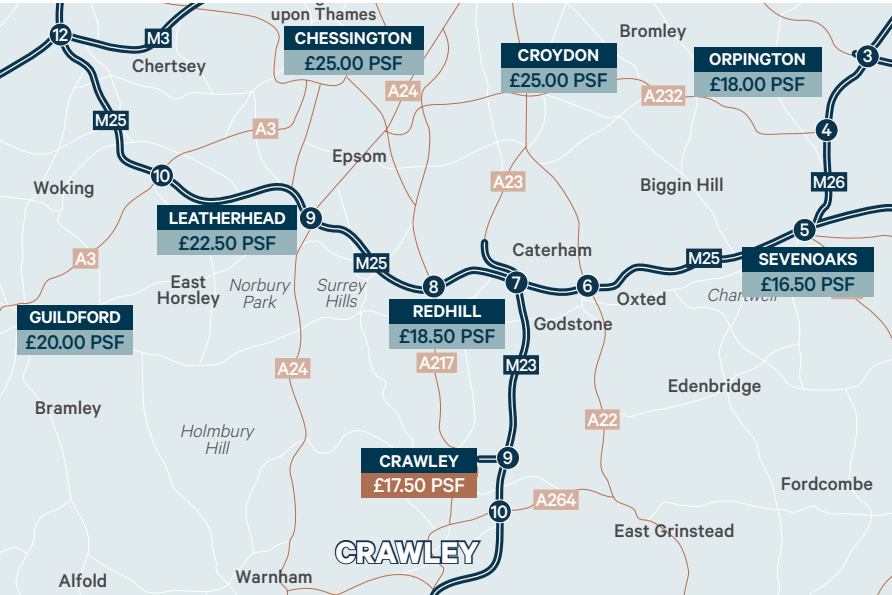 upon Thames
12
M3
CHESSINGTON
£25.00 PSF
Bromley
CROYDON
£25.00 PSF
ORPINGTON
£18.00 PSF
3
Chertsey
A24
A232
M25
A3
4
Epsom
10
Woking
A23
Biggin Hill
M26
LEATHERHEAD
£22.50 PSF
9
5
A3
M25
Caterham
M25
SEVENOAKS
£16.50 PSF
East
Horsley
Norbury
Park
Surrey
Hills
8
7
6
Oxted
Chartwell
GUILDFORD
£20.00 PSF
REDHILL
£18.50 PSF
Godstone
A24
A217
M23
Edenbridge
Bramley
A22
Holmbury
Hill
CRAWLEY
£17.50 PSF
9
Fordcombe
10
A264
East Grinstead
CRAWLEY
Alfold
Warnham